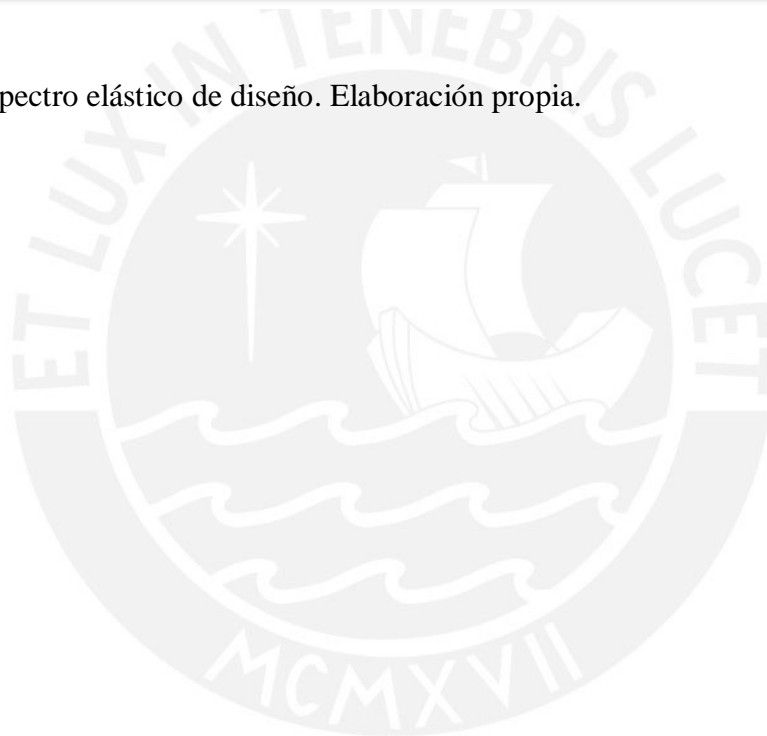 pectro elástico de diseño. Elaboración propia.
ET LUX IN TENEBRIS LUCET
MCMXVII